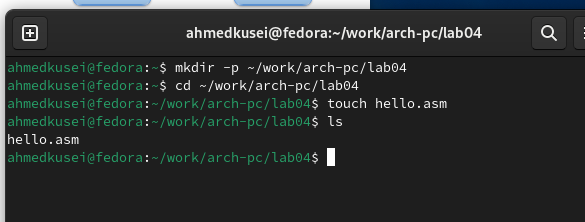 ahmedkusei@fedora:~/work/arch-pc/lab04
ahmedkusei@fedora:~$ mkdir -p ~/work/arch-pc/lab04
ahmedkusei@fedora:~$ cd ~/work/arch-pc/lab04
ahmedkusei@fedora:~/work/arch-pc/lab04$ touch hello.asm
ahmedkusei@fedora:~/work/arch-pc/lab04$ ls
hello.asm
ahmedkusei@fedora:~/work/arch-pc/lab04$